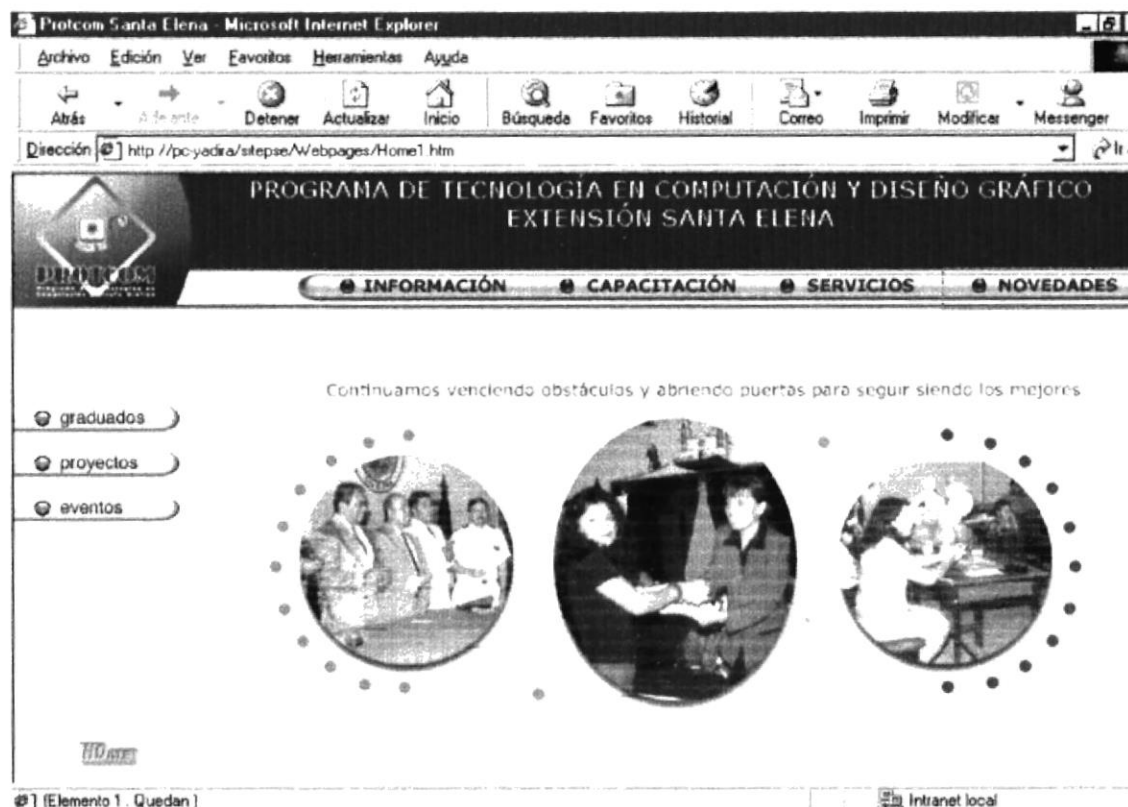 Protcom Santa Elena - Microsoft Internet Explorer
Archivo Edición Ver Favoritos Herramientas Ayuda
Atrás Adelante Detener Actualizar Inicio Búsqueda Favoritos Historial Correo Imprimir Modificar Messenger
Dirección http://pc-yadira/sitepse/Webpages/Home1.htm Ir
PROGRAMA DE TECNOLOGÍA EN COMPUTACIÓN Y DISEÑO GRÁFICO
EXTENSIÓN SANTA ELENA
PROTCOM
INFORMACIÓN CAPACITACIÓN SERVICIOS NOVEDADES
Continuamos venciendo obstáculos y abriendo puertas para seguir siendo los mejores
graduados
proyectos
eventos
(Elemento 1 . Quedan ) Intranet local